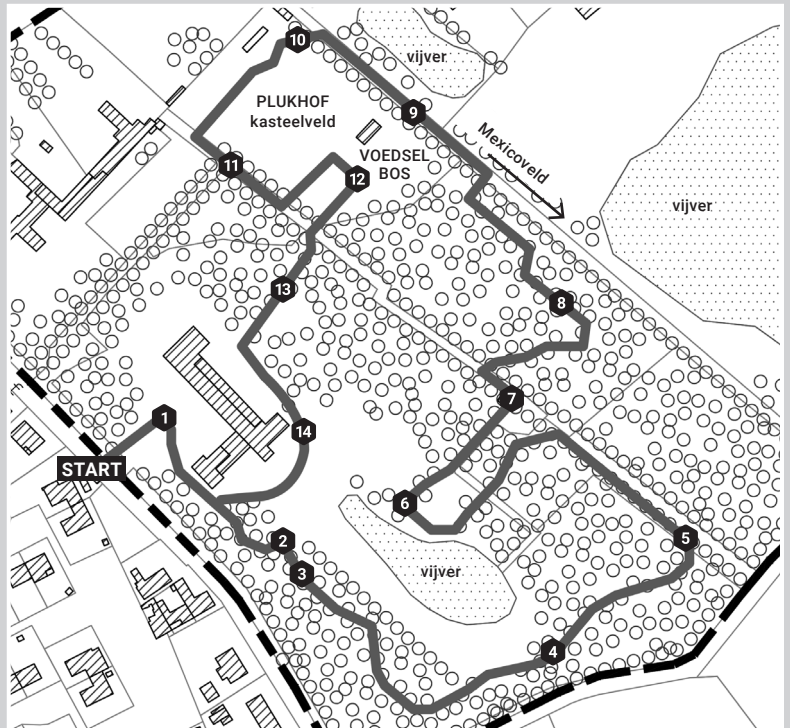 10
vijver
PLUKHOF
kasteelveld
9
Mexicoveld
VOEDSEL
BOS
11
12
vijver
13
8
7
1
14
START
6
5
2
3
vijver
4